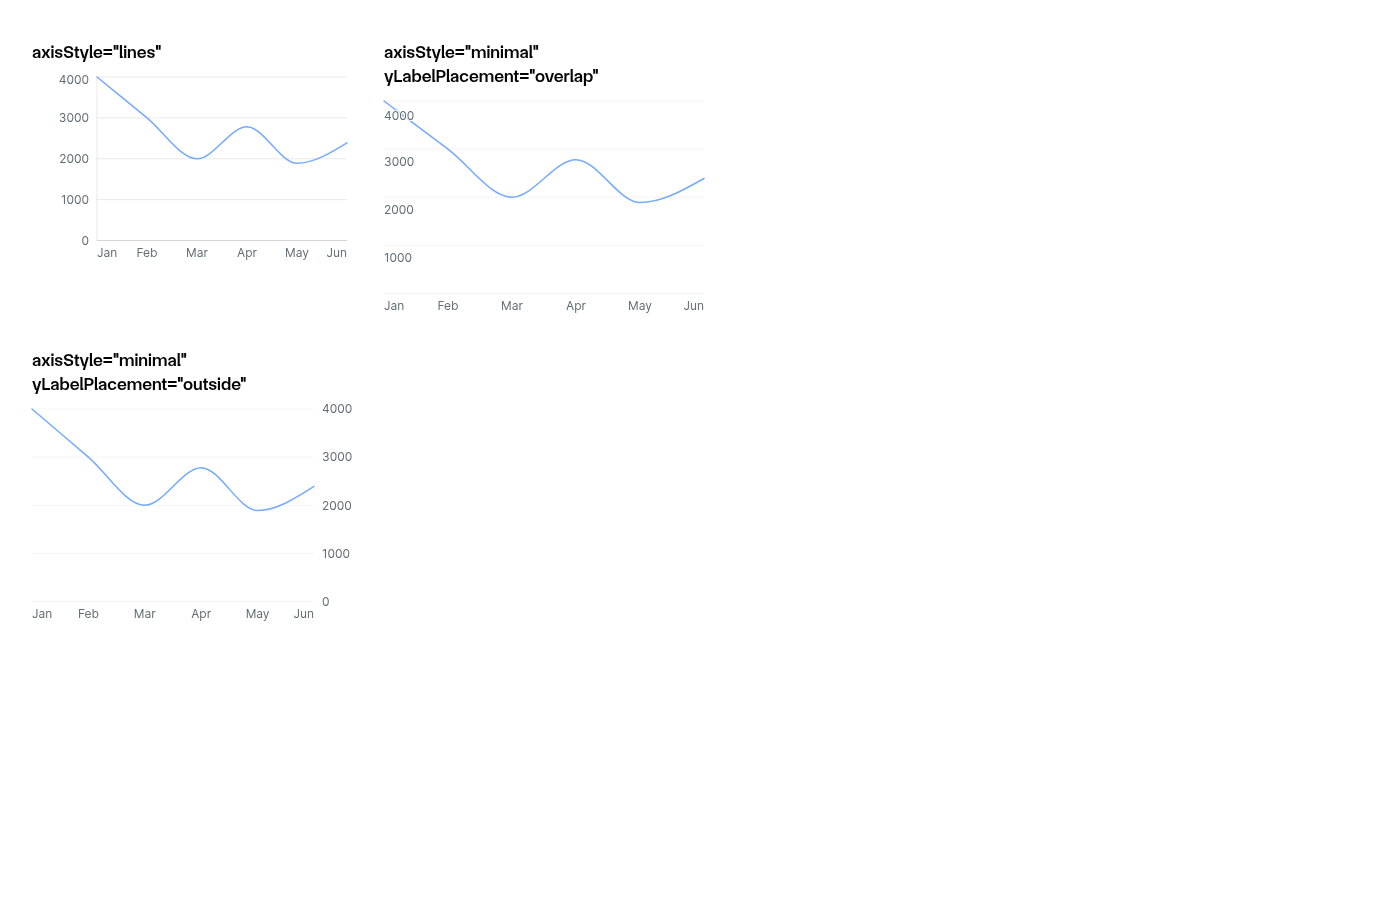 axisStyle="lines"
4000
3000
2000
1000
0
Jan Feb Mar Apr May Jun
axisStyle="minimal"
yLabelPlacement="overlap"
4000
3000
2000
1000
Jan Feb Mar Apr May Jun
axisStyle="minimal"
yLabelPlacement="outside"
4000
3000
2000
1000
0
Jan Feb Mar Apr May Jun